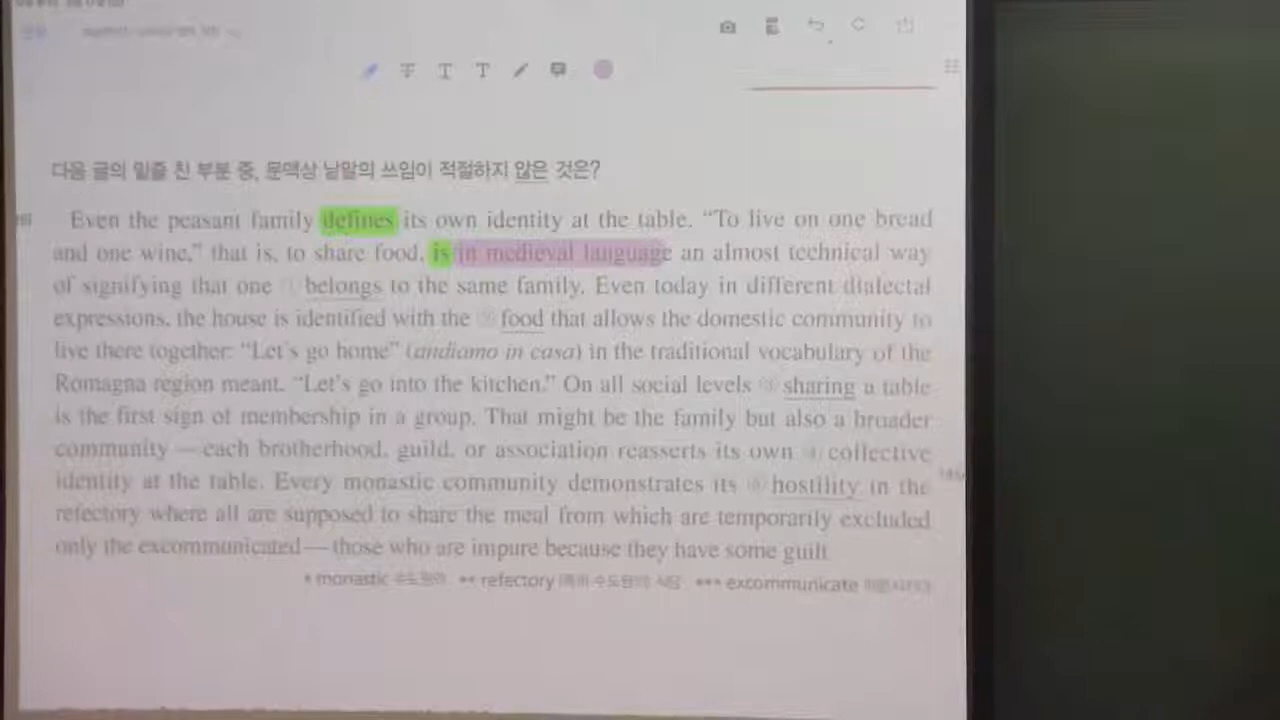 다음 글의 밑줄 친 부분 중, 문맥상 낱말의 쓰임이 적절하지 않은 것은?
Even the peasant family defines its own identity at the table. “To live on one bread
and one wine,” that is, to share food, is in medieval language an almost technical way
of signifying that one ① belongs to the same family. Even today in different dialectal
expressions, the house is identified with the ② food that allows the domestic community to
live there together: “Let's go home” (andiamo in casa) in the traditional vocabulary of the
Romagna region meant, “Let's go into the kitchen.” On all social levels ③ sharing a table
is the first sign of membership in a group. That might be the family but also a broader
community — each brotherhood, guild, or association reasserts its own ④ collective
identity at the table. Every monastic community demonstrates its ⑤ hostility in the
refectory where all are supposed to share the meal from which are temporarily excluded
only the excommunicated — those who are impure because they have some guilt
* monastic 수도원의 ** refectory 수도원의 식당 *** excommunicate